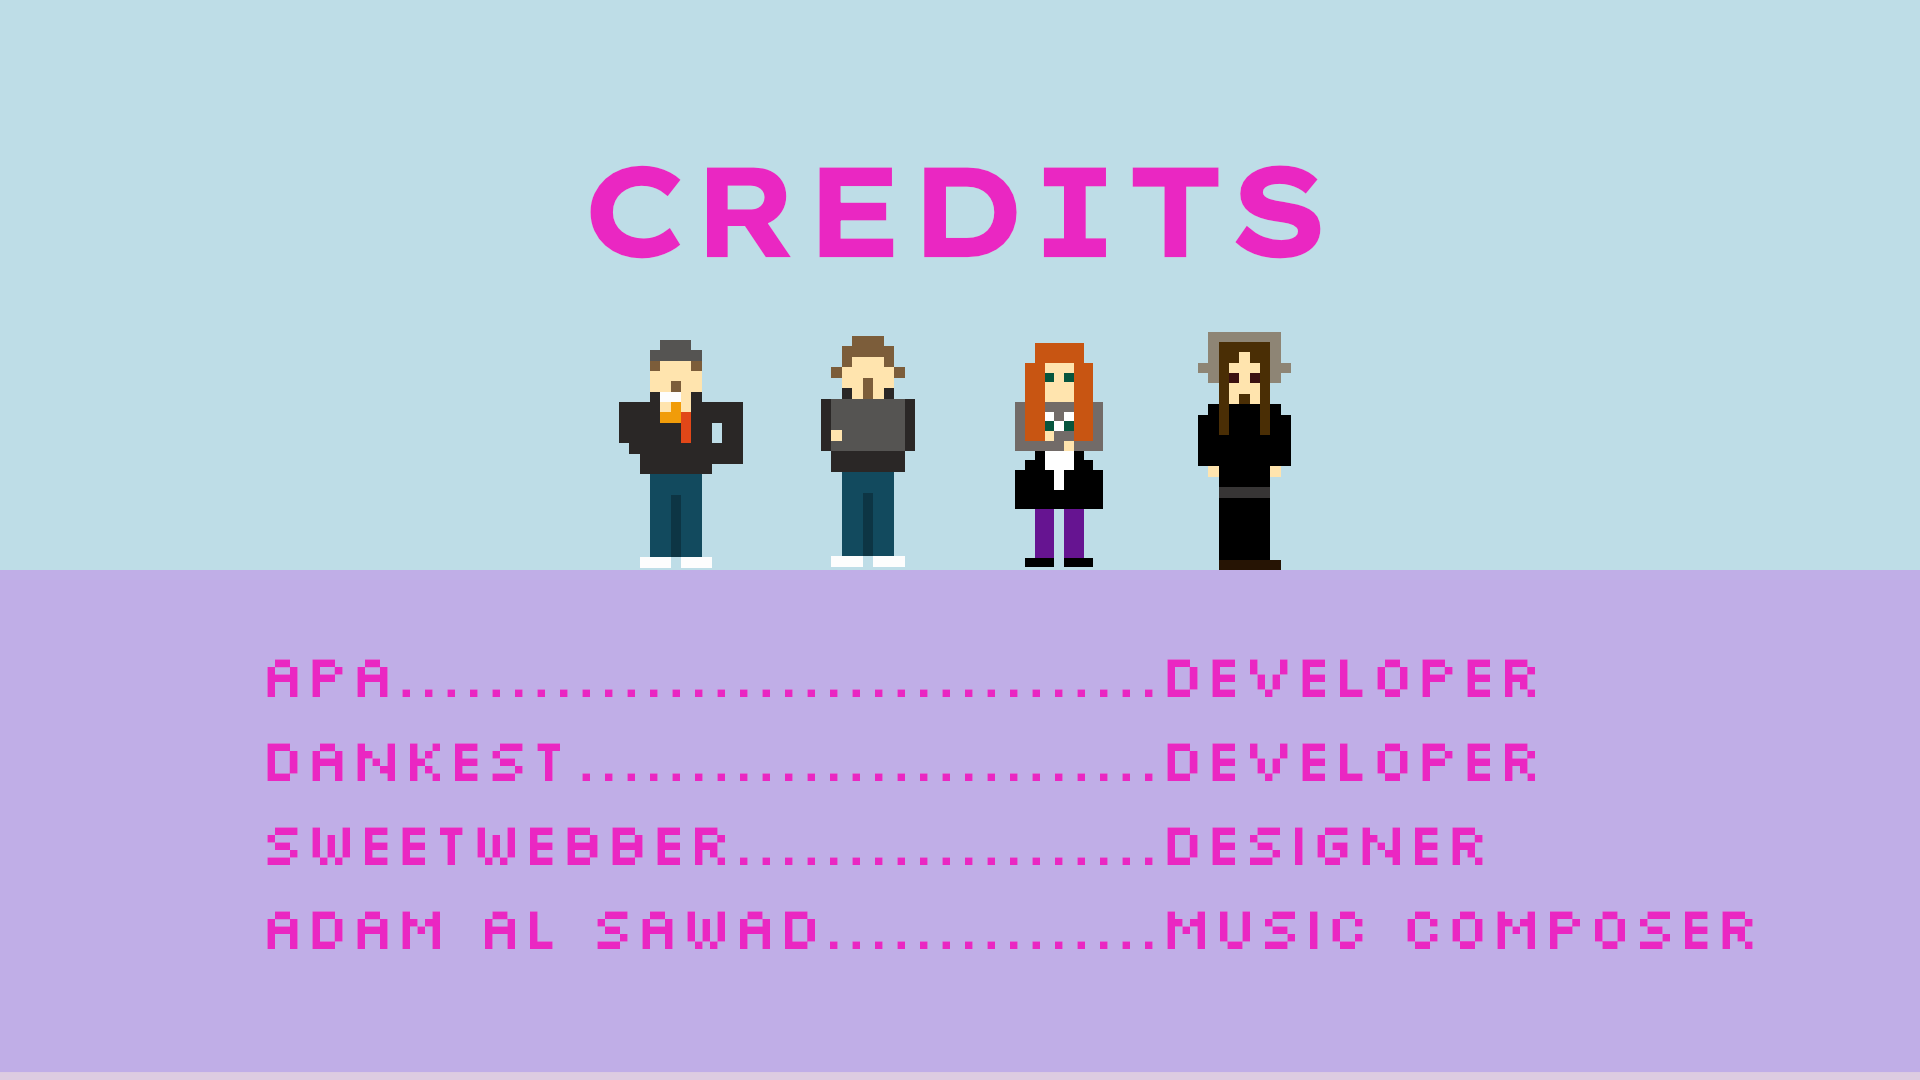 CREDITS
APA..................................DEVELOPER
DANKEST..........................DEVELOPER
SWEETWEBBER...................DESIGNER
ADAM AL SAWAD...............MUSIC COMPOSER